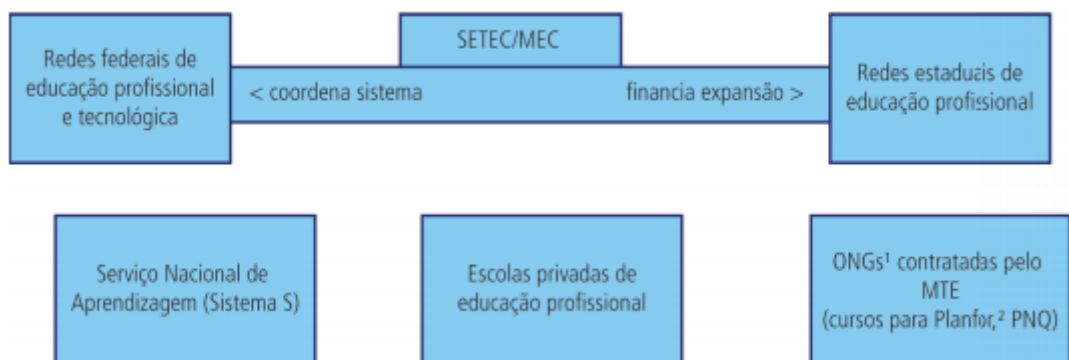 Redes federais de
educação profissional
e tecnológica
SETEC/MEC
< coordena sistema
financia expansão >
Redes estaduais de
educação profissional
Serviço Nacional de
Aprendizagem (Sistema S)
Escolas privadas de
educação profissional
ONGs¹ contratadas pelo
MTE
(cursos para Planfor,² PNQ)